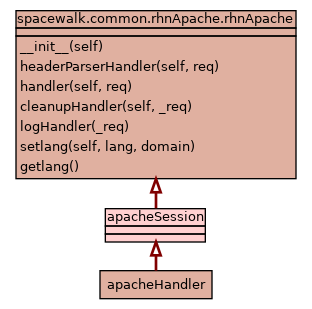 spacewalk.common.rhnApache.rhnApache
__init__(self)
headerParserHandler(self, req)
handler(self, req)
cleanupHandler(self, _req)
logHandler(_req)
setlang(self, lang, domain)
getlang()
apacheSession
apacheHandler